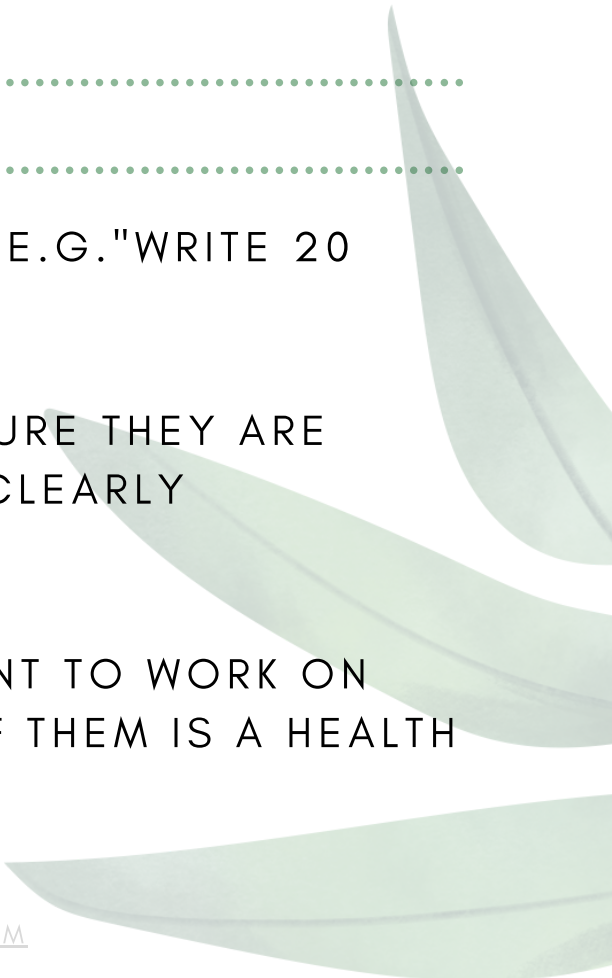 E.G."WRITE 20
URE THEY ARE
CLEARLY
NT TO WORK ON
F THEM IS A HEALTH
M